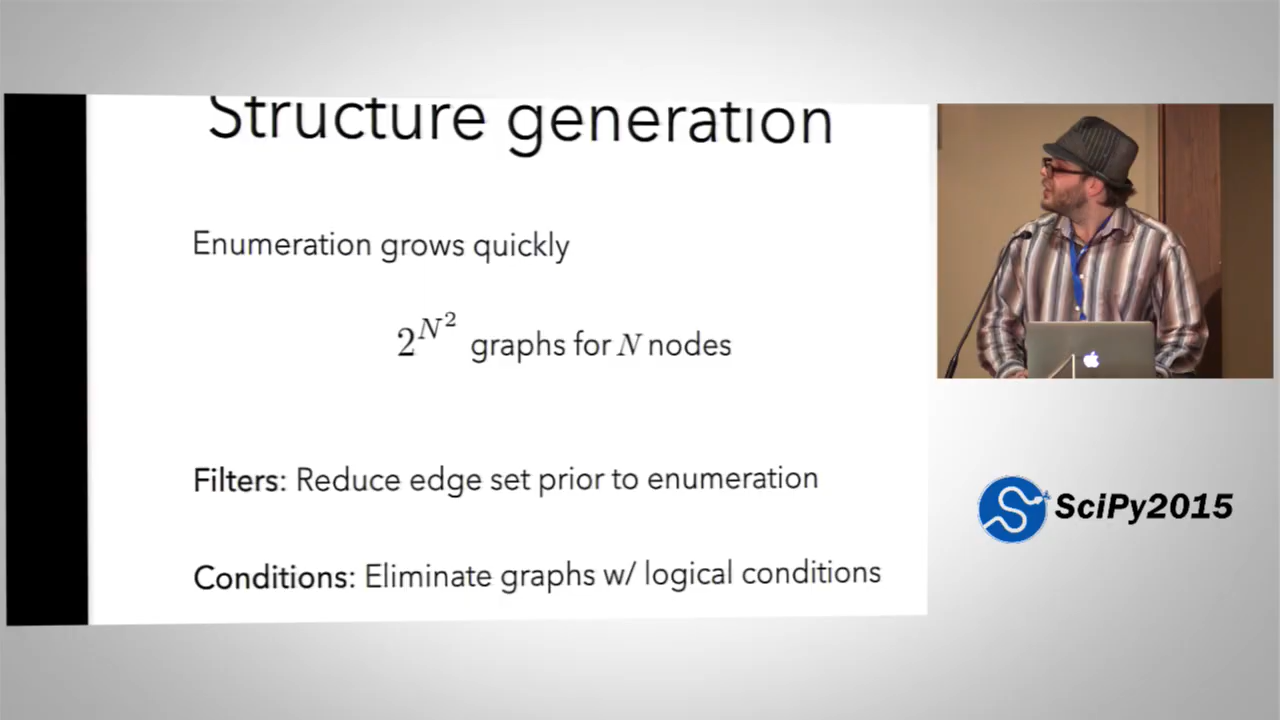 Structure generation
Enumeration grows quickly
2^{N^2} graphs for N nodes
Filters: Reduce edge set prior to enumeration
Conditions: Eliminate graphs w/ logical conditions
SciPy2015